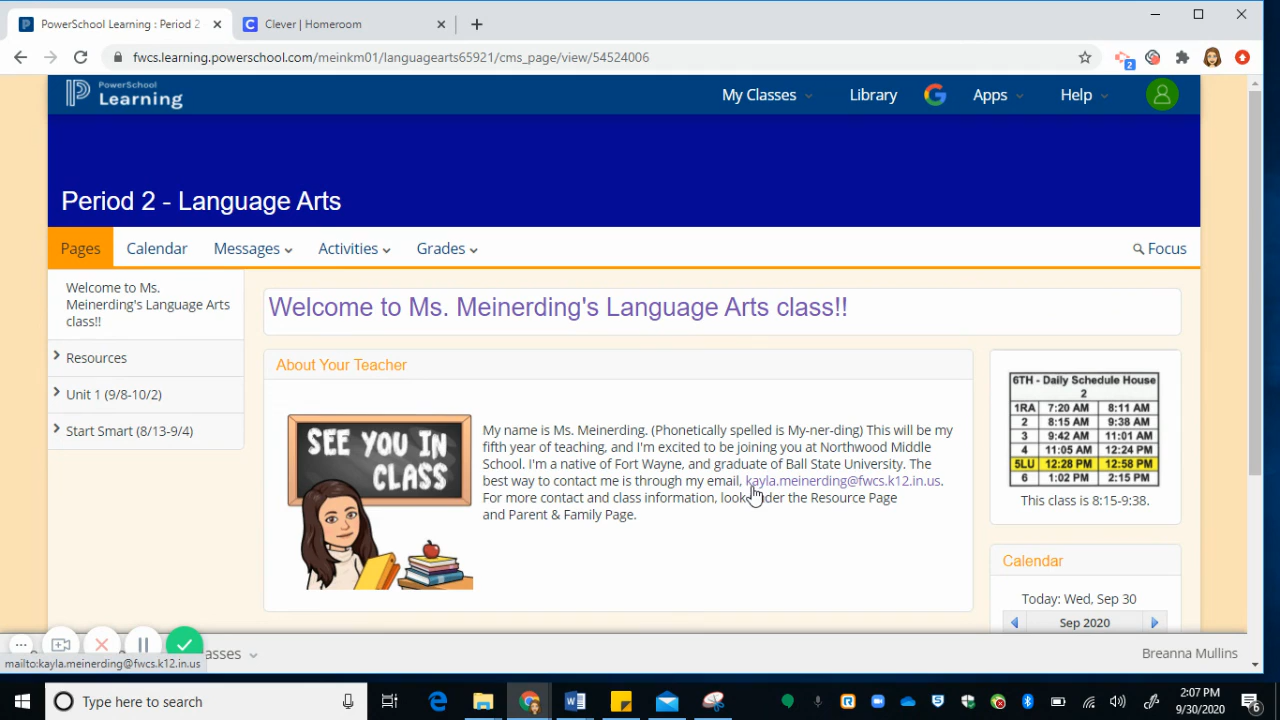 PowerSchool Learning : Period 2
Clever | Homeroom
fwcs.learning.powerschool.com/meinkm01/languagearts65921/cms_page/view/54524006
2
PowerSchool
Learning
My Classes
Library
Apps
Help
Period 2 - Language Arts
Pages
Calendar
Messages
Activities
Grades
Focus
Welcome to Ms.
Meinerding's Language Arts
class!!
Resources
Unit 1 (9/8-10/2)
Start Smart (8/13-9/4)
Welcome to Ms. Meinerding's Language Arts class!!
About Your Teacher
SEE YOU IN
CLASS
My name is Ms. Meinerding. (Phonetically spelled is My-ner-ding) This will be my
fifth year of teaching, and I'm excited to be joining you at Northwood Middle
School. I'm a native of Fort Wayne, and graduate of Ball State University. The
best way to contact me is through my email, kayla.meinerding@fwcs.k12.in.us.
For more contact and class information, look under the Resource Page
and Parent & Family Page.
6TH - Daily Schedule House
2
1RA 7:20 AM 8:11 AM
2 8:15 AM 9:38 AM
3 9:42 AM 11:01 AM
4 11:05 AM 12:24 PM
5LU 12:28 PM 12:58 PM
6 1:02 PM 2:15 PM
This class is 8:15-9:38.
Calendar
Today: Wed, Sep 30
Sep 2020
asses
Breanna Mullins
mailto:kayla.meinerding@fwcs.k12.in.us
Type here to search
2:07 PM
9/30/2020
6